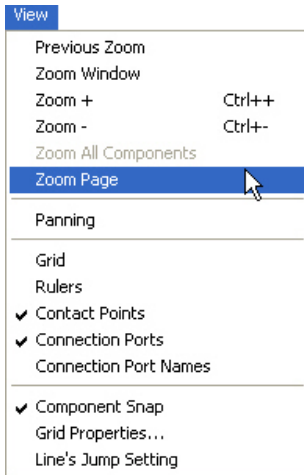 View
Previous Zoom
Zoom Window
Zoom + Ctrl++
Zoom - Ctrl+-
Zoom All Components
Zoom Page
Panning
Grid
Rulers
Contact Points
Connection Ports
Connection Port Names
Component Snap
Grid Properties...
Line's Jump Setting